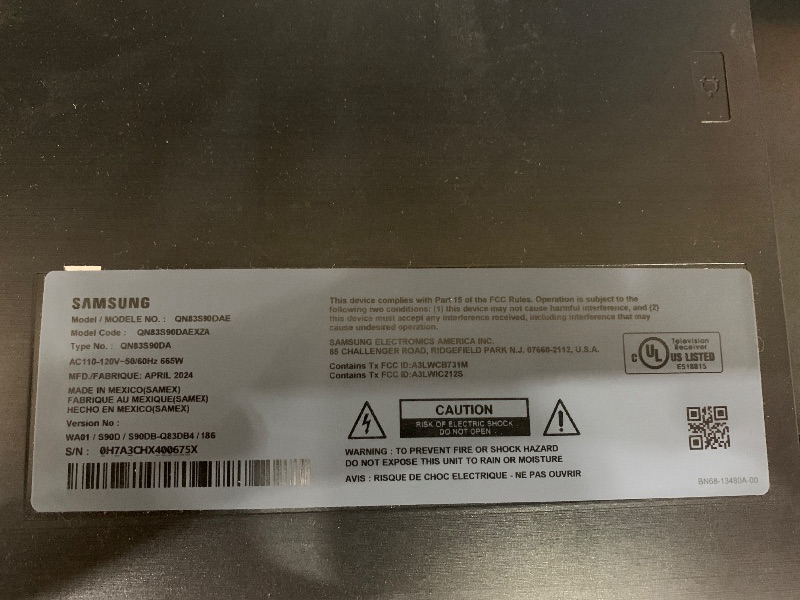 SAMSUNG
Model / MODELE NO. : QN83S90DAE
Model Code : QN83S90DAEXZA
Type No. : QN83S90DA
AC110-120V~50/60Hz 665W
MFD./FABRIQUE: APRIL 2024
MADE IN MEXICO(SAMEX)
FABRIQUE AU MEXIQUE(SAMEX)
HECHO EN MEXICO(SAMEX)
Version No :
WA01 / S90D / S90DB-Q83DB4 / 186
S/N : 0H7A3CHX400675X
This device complies with Part 15 of the FCC Rules. Operation is subject to the
following two conditions: (1) this device may not cause harmful interference, and (2)
this device must accept any interference received, including interference that may
cause undesired operation.
SAMSUNG ELECTRONICS AMERICA INC.
85 CHALLENGER ROAD, RIDGEFIELD PARK N.J. 07660-2112, U.S.A.
Contains Tx FCC ID:A3LWCB731M
Contains Tx FCC ID:A3LWIC212S
C UL US LISTED
Television
Receiver
E518815
CAUTION
RISK OF ELECTRIC SHOCK
DO NOT OPEN
WARNING : TO PREVENT FIRE OR SHOCK HAZARD
DO NOT EXPOSE THIS UNIT TO RAIN OR MOISTURE
AVIS : RISQUE DE CHOC ELECTRIQUE - NE PAS OUVRIR
BN68-13480A-00